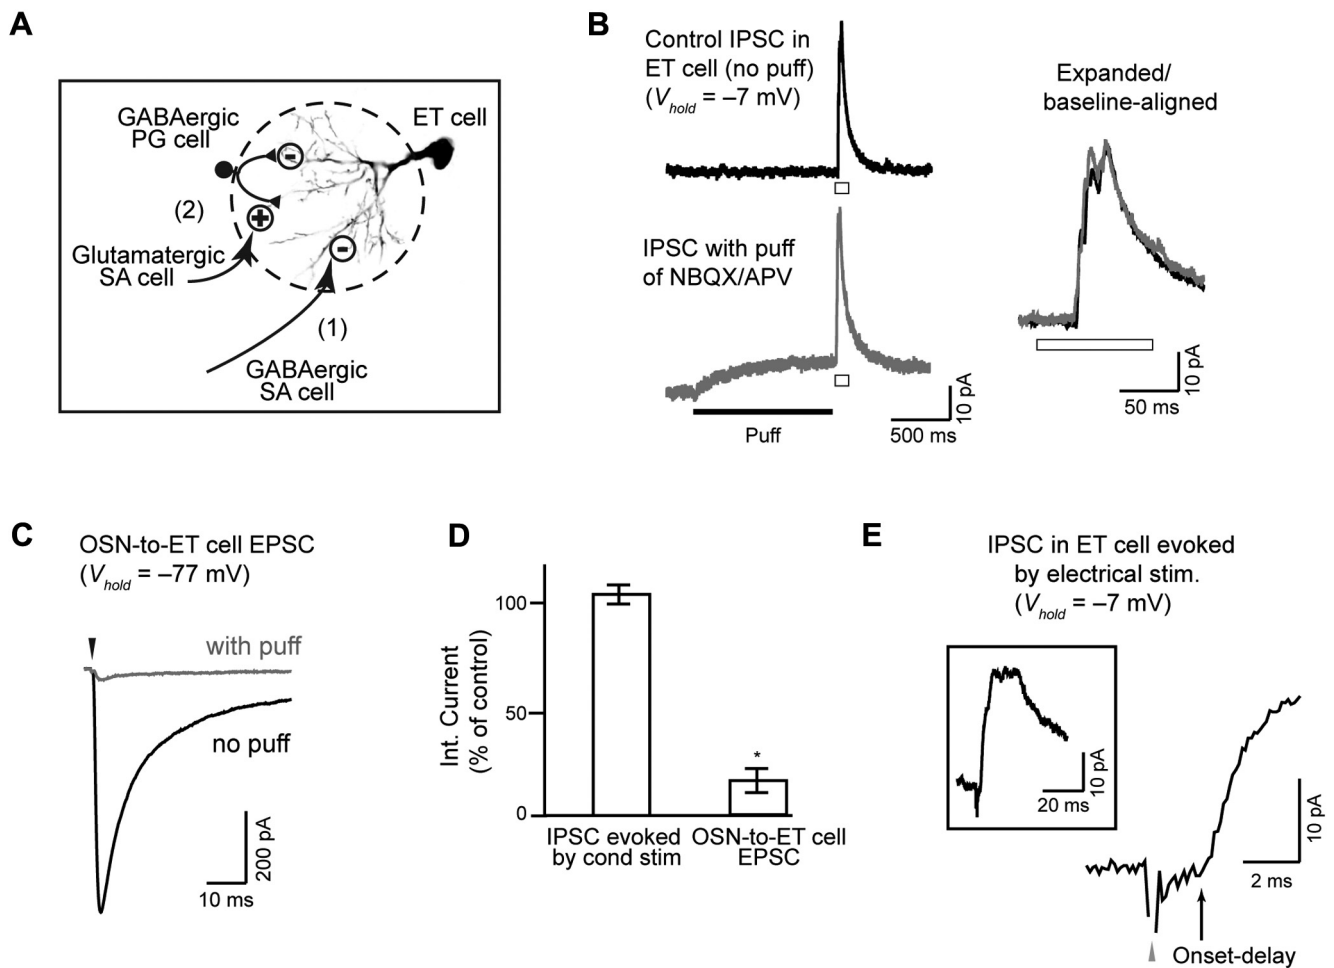 A
GABAergic
PG cell
ET cell
-
(2)
+
Glutamatergic
SA cell
-
(1)
GABAergic
SA cell
B
Control IPSC in
ET cell (no puff)
(Vhold = –7 mV)
IPSC with puff
of NBQX/APV
Puff
500 ms
10 pA
Expanded/
baseline-aligned
50 ms
10 pA
C
OSN-to-ET cell EPSC
(Vhold = –77 mV)
with puff
no puff
200 pA
10 ms
D
Int. Current
(% of control)
100
50
0
*
IPSC evoked
by cond stim
OSN-to-ET cell
EPSC
E
IPSC in ET cell evoked
by electrical stim.
(Vhold = –7 mV)
20 ms
10 pA
10 pA
2 ms
Onset-delay